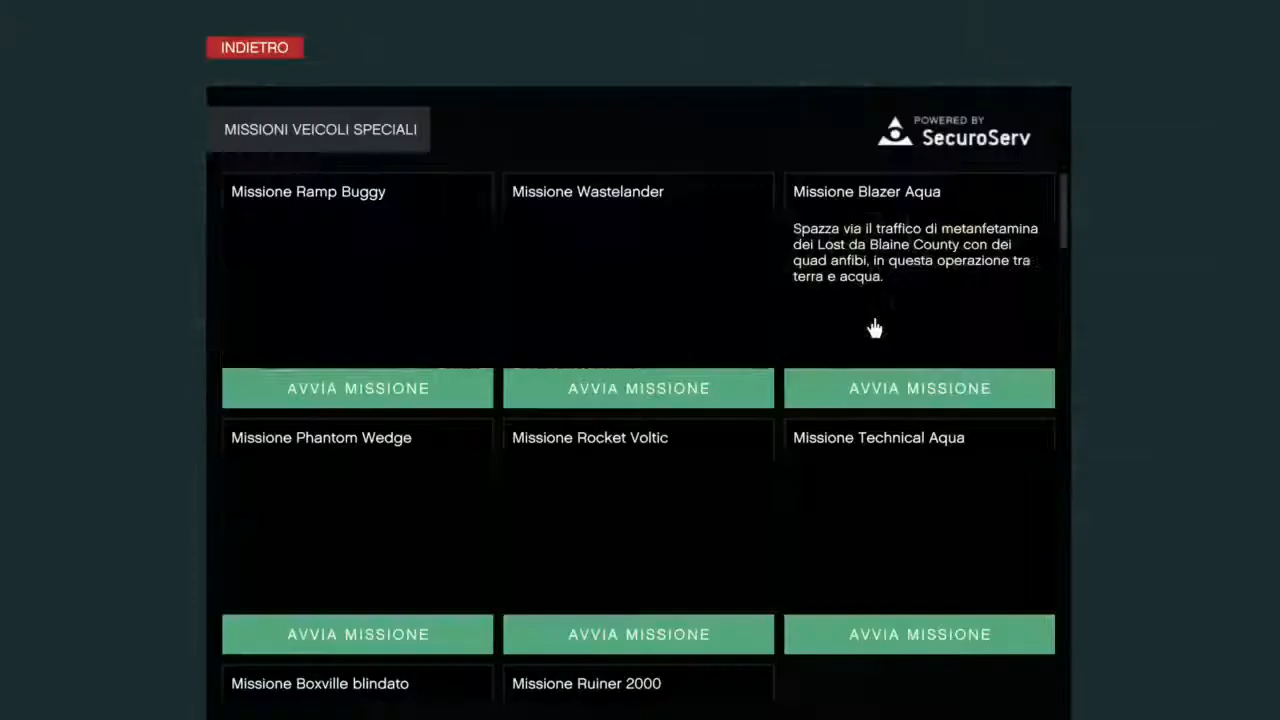 INDIETRO
MISSIONI VEICOLI SPECIALI
POWERED BY
SecuroServ
Missione Ramp Buggy
Missione Wastelander
Missione Blazer Aqua
Spazza via il traffico di metanfetamina
dei Lost da Blaine County con dei
quad anfibi, in questa operazione tra
terra e acqua.
AVVIA MISSIONE
AVVIA MISSIONE
AVVIA MISSIONE
Missione Phantom Wedge
Missione Rocket Voltic
Missione Technical Aqua
AVVIA MISSIONE
AVVIA MISSIONE
AVVIA MISSIONE
Missione Boxville blindato
Missione Ruiner 2000